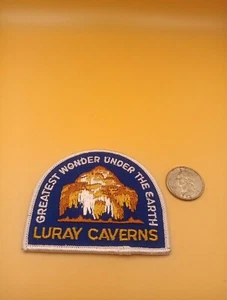 GREATEST WONDER UNDER THE EARTH
LURAY CAVERNS